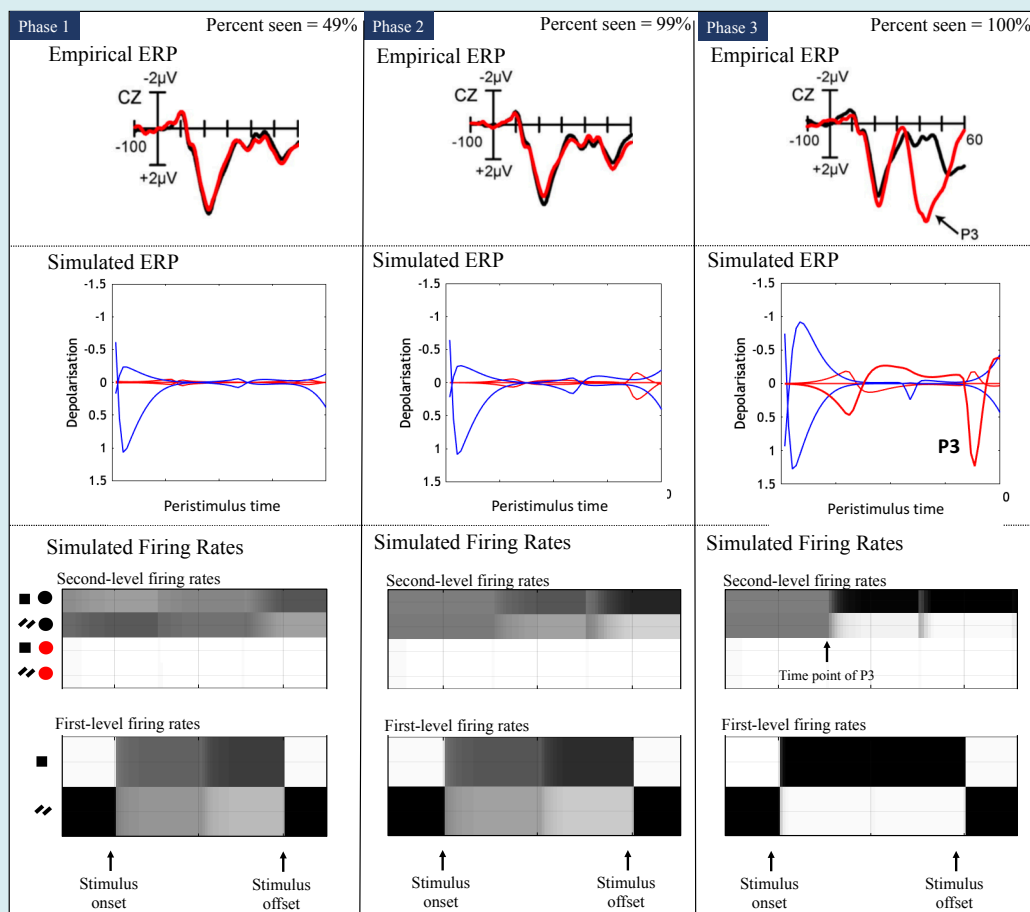 Phase 1
Percent seen = 49%
Empirical ERP
-2µV
CZ
-100
+2µV
Simulated ERP
-1.5
-1
-0.5
0
0.5
1
1.5
Depolarisation
Peristimulus time
Simulated Firing Rates
Second-level firing rates
First-level firing rates
Stimulus
onset
Stimulus
offset
Phase 2
Percent seen = 99%
Empirical ERP
-2µV
CZ
-100
+2µV
Simulated ERP
-1.5
-1
-0.5
0
0.5
1
1.5
Depolarisation
0
Peristimulus time
Simulated Firing Rates
Second-level firing rates
First-level firing rates
Stimulus
onset
Stimulus
offset
Phase 3
Percent seen = 100%
Empirical ERP
-2µV
CZ
-100
60
+2µV
P3
Simulated ERP
-1.5
-1
-0.5
0
0.5
1
1.5
Depolarisation
P3
0
Peristimulus time
Simulated Firing Rates
Second-level firing rates
Time point of P3
First-level firing rates
Stimulus
onset
Stimulus
offset